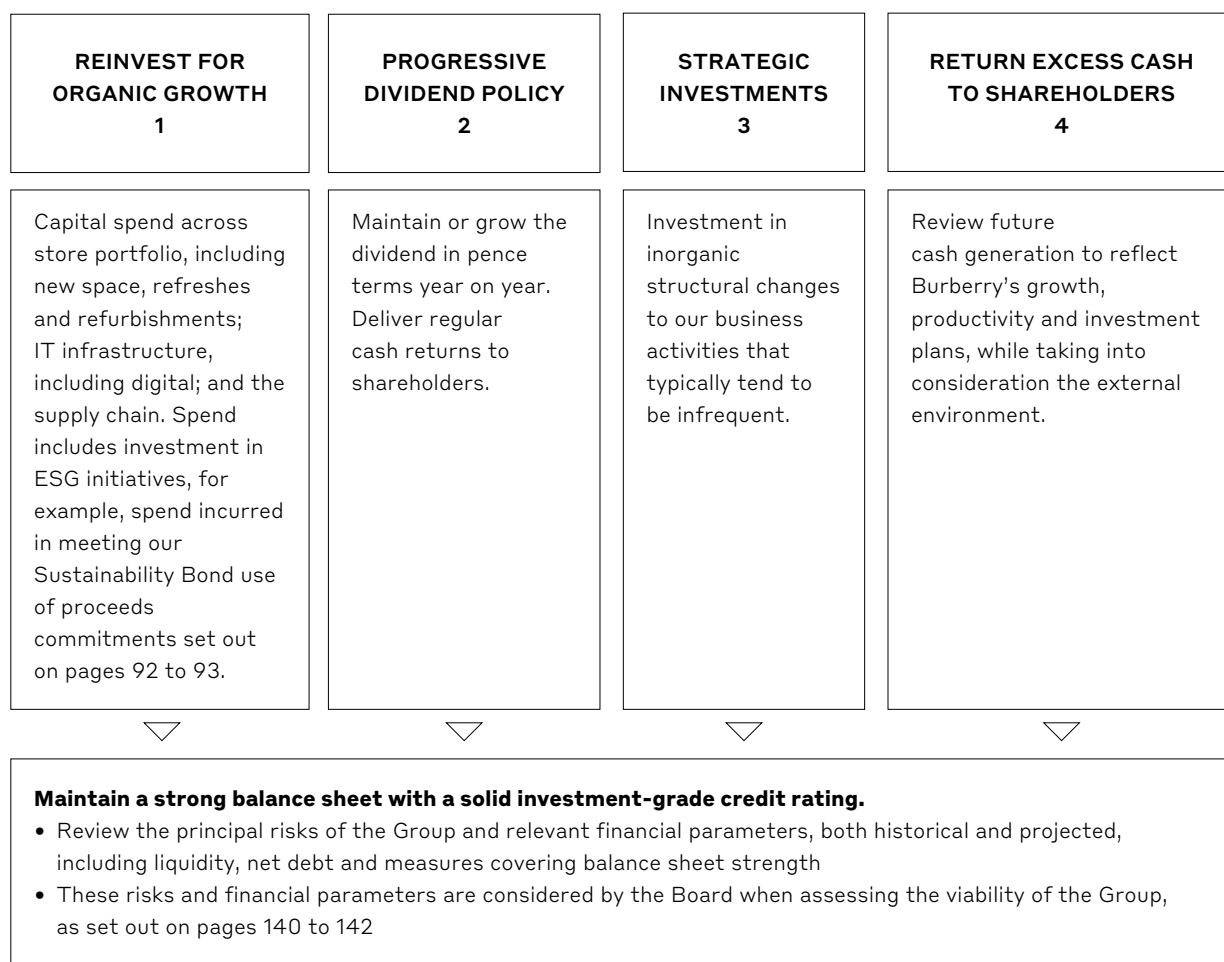 REINVEST FOR
ORGANIC GROWTH
1
Capital spend across
store portfolio, including
new space, refreshes
and refurbishments;
IT infrastructure,
including digital; and the
supply chain. Spend
includes investment in
ESG initiatives, for
example, spend incurred
in meeting our
Sustainability Bond use
of proceeds
commitments set out
on pages 92 to 93.
PROGRESSIVE
DIVIDEND POLICY
2
Maintain or grow the
dividend in pence
terms year on year.
Deliver regular
cash returns to
shareholders.
STRATEGIC
INVESTMENTS
3
Investment in
inorganic
structural changes
to our business
activities that
typically tend to
be infrequent.
RETURN EXCESS CASH
TO SHAREHOLDERS
4
Review future
cash generation to reflect
Burberry’s growth,
productivity and investment
plans, while taking into
consideration the external
environment.
Maintain a strong balance sheet with a solid investment-grade credit rating.
• Review the principal risks of the Group and relevant financial parameters, both historical and projected,
including liquidity, net debt and measures covering balance sheet strength
• These risks and financial parameters are considered by the Board when assessing the viability of the Group,
as set out on pages 140 to 142